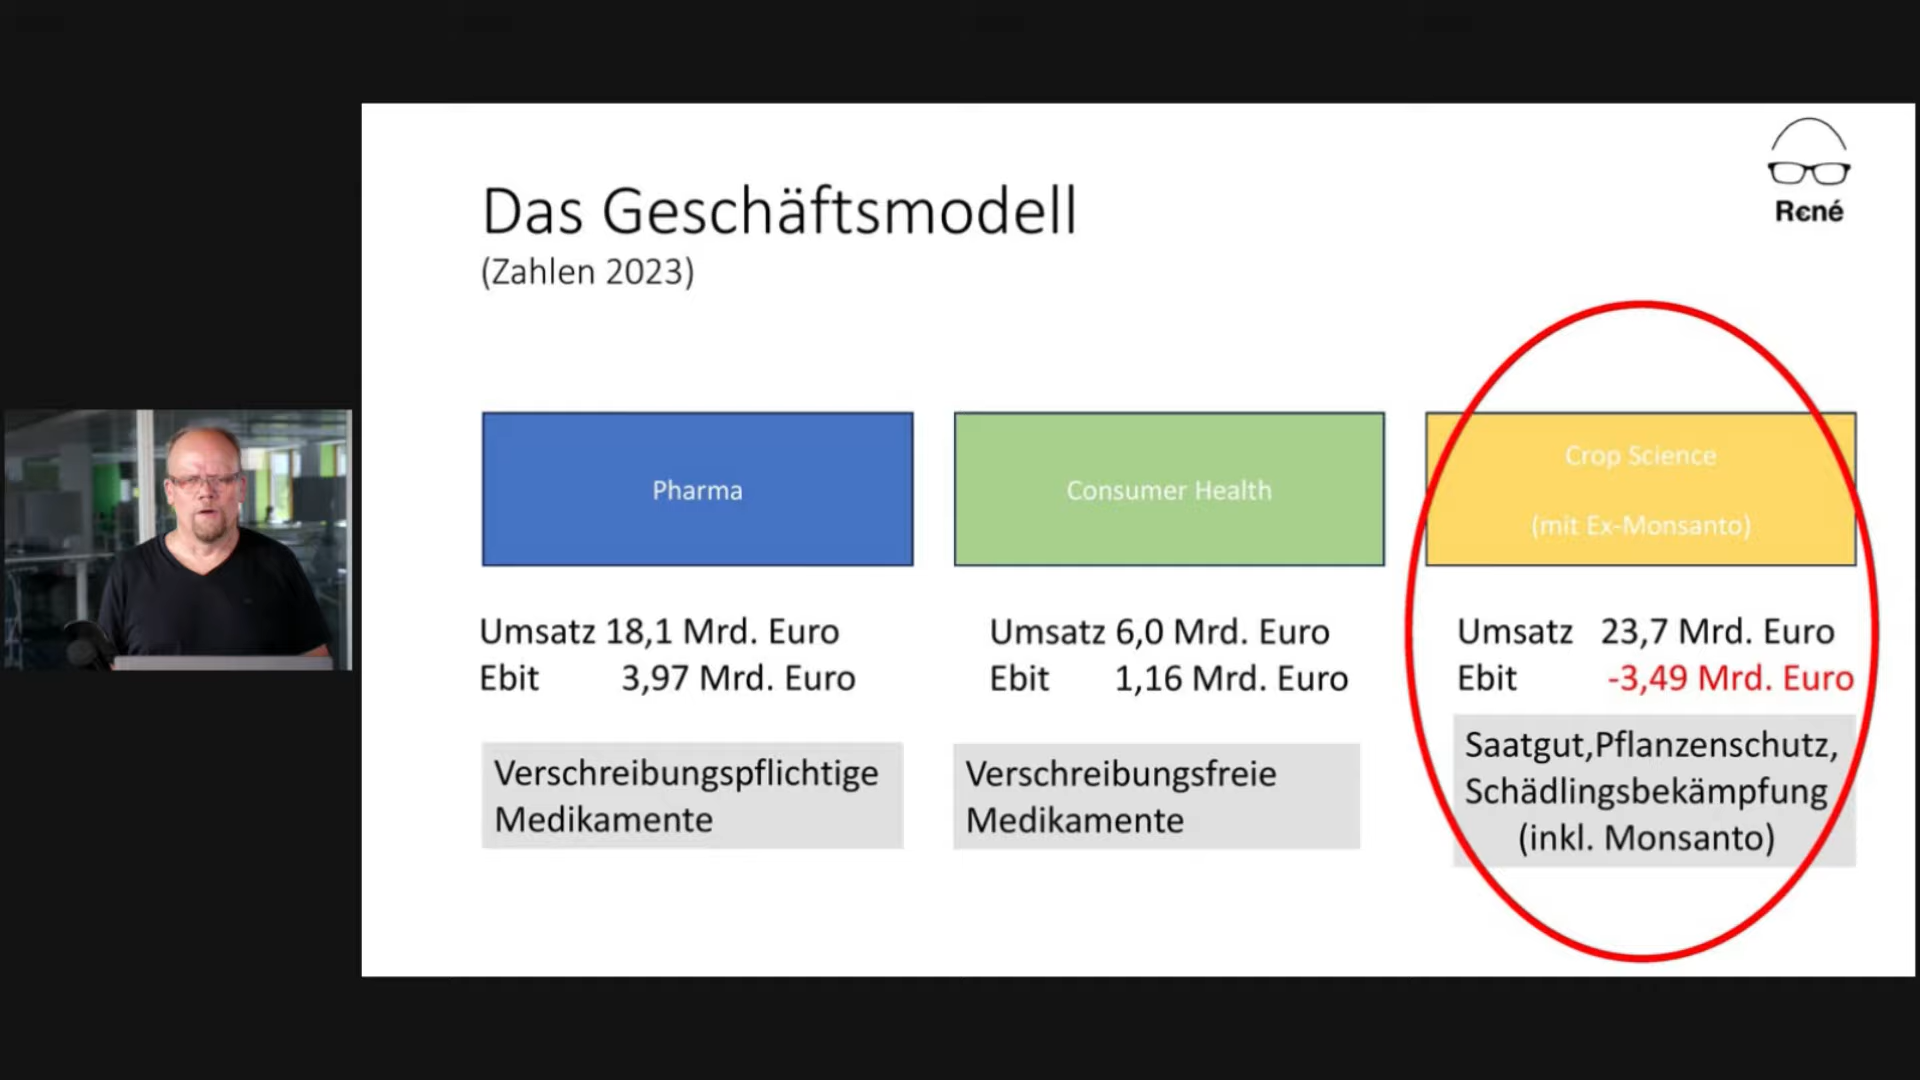 Das Geschäftsmodell
(Zahlen 2023)
René
Pharma
Consumer Health
Crop Science
(mit Ex-Monsanto)
Umsatz 18,1 Mrd. Euro
Ebit 3,97 Mrd. Euro
Umsatz 6,0 Mrd. Euro
Ebit 1,16 Mrd. Euro
Umsatz 23,7 Mrd. Euro
Ebit -3,49 Mrd. Euro
Verschreibungspflichtige
Medikamente
Verschreibungsfreie
Medikamente
Saatgut,Pflanzenschutz,
Schädlingsbekämpfung
(inkl. Monsanto)